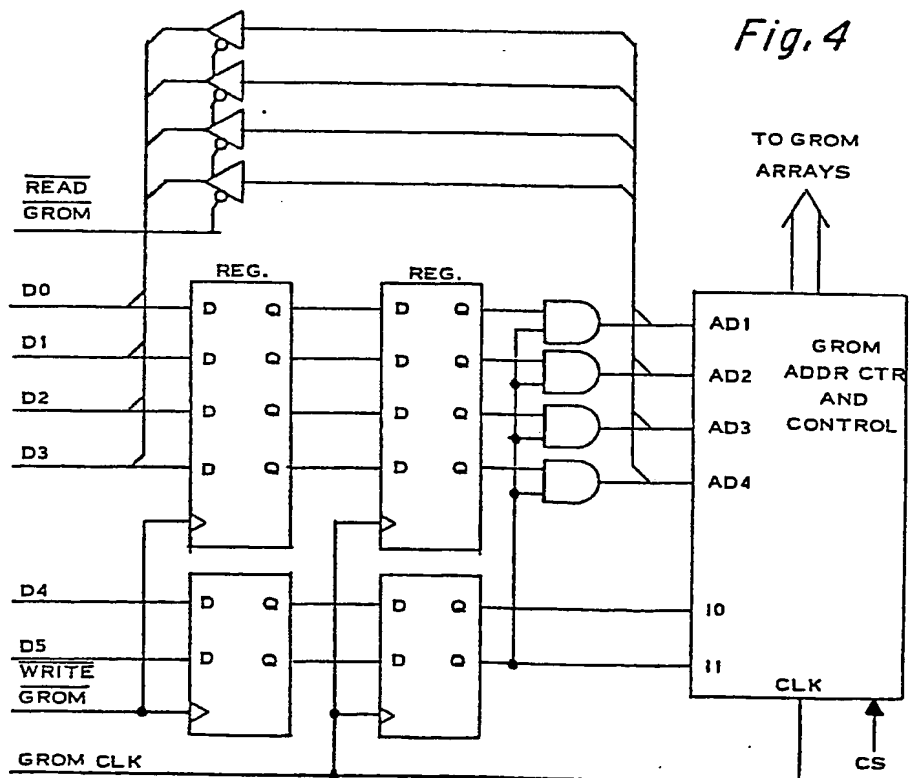 Fig. 4
TO GROM
ARRAYS
READ
GROM
REG.
REG.
D0
D
Q
D
Q
AD1
D1
D
Q
D
Q
AD2
D2
D
Q
D
Q
AD3
D3
D
Q
D
Q
AD4
GROM
ADDR CTR
AND
CONTROL
D4
D
Q
D
Q
I0
D5
D
Q
D
Q
I1
WRITE
GROM
CLK
GROM CLK
CS